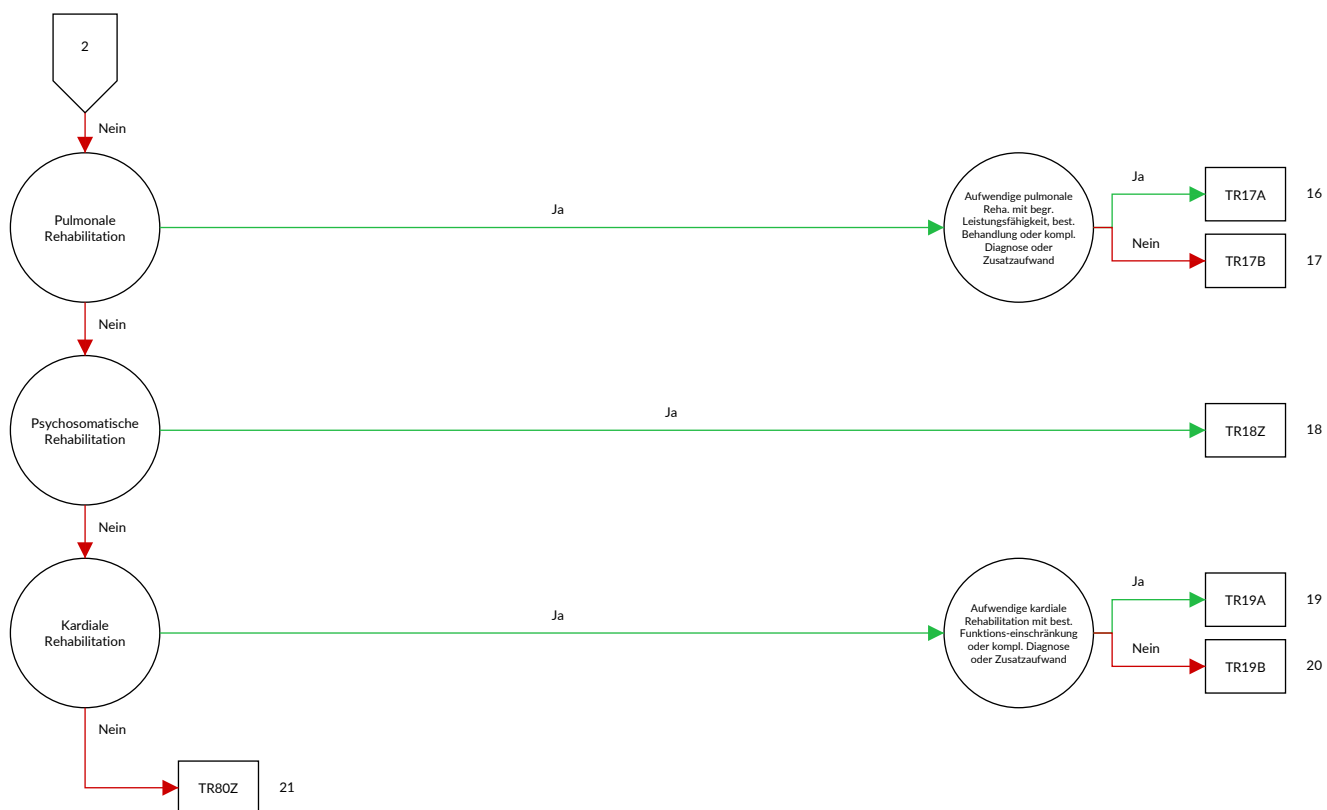 2
Nein
Pulmonale
Rehabilitation
Ja
Aufwendige pulmonale
Reha. mit begr.
Leistungsfähigkeit, best.
Behandlung oder kompl.
Diagnose oder
Zusatzaufwand
Ja
TR17A
16
Nein
TR17B
17
Nein
Psychosomatische
Rehabilitation
Ja
TR18Z
18
Nein
Kardiale
Rehabilitation
Ja
Aufwendige kardiale
Rehabilitation mit best.
Funktions-einschränkung
oder kompl. Diagnose
oder Zusatzaufwand
Ja
TR19A
19
Nein
TR19B
20
Nein
TR80Z
21